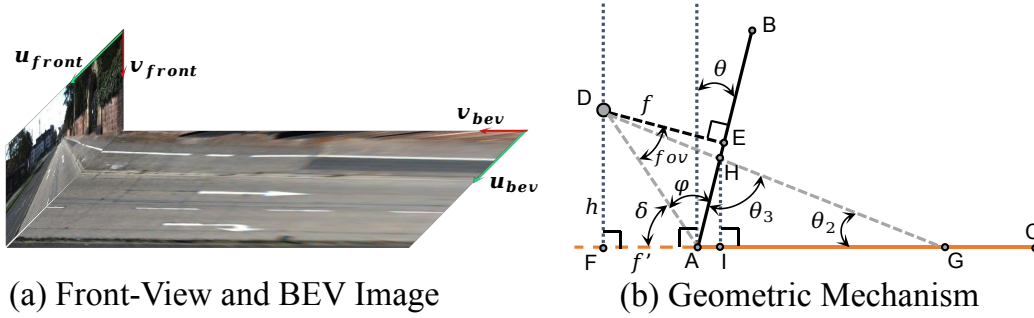 u_front
v_front
v_bev
u_bev
B
θ
D
f
E
fov
H
φ
h
δ
θ₃
θ₂
C
F
f'
A
I
G
(a) Front-View and BEV Image
(b) Geometric Mechanism